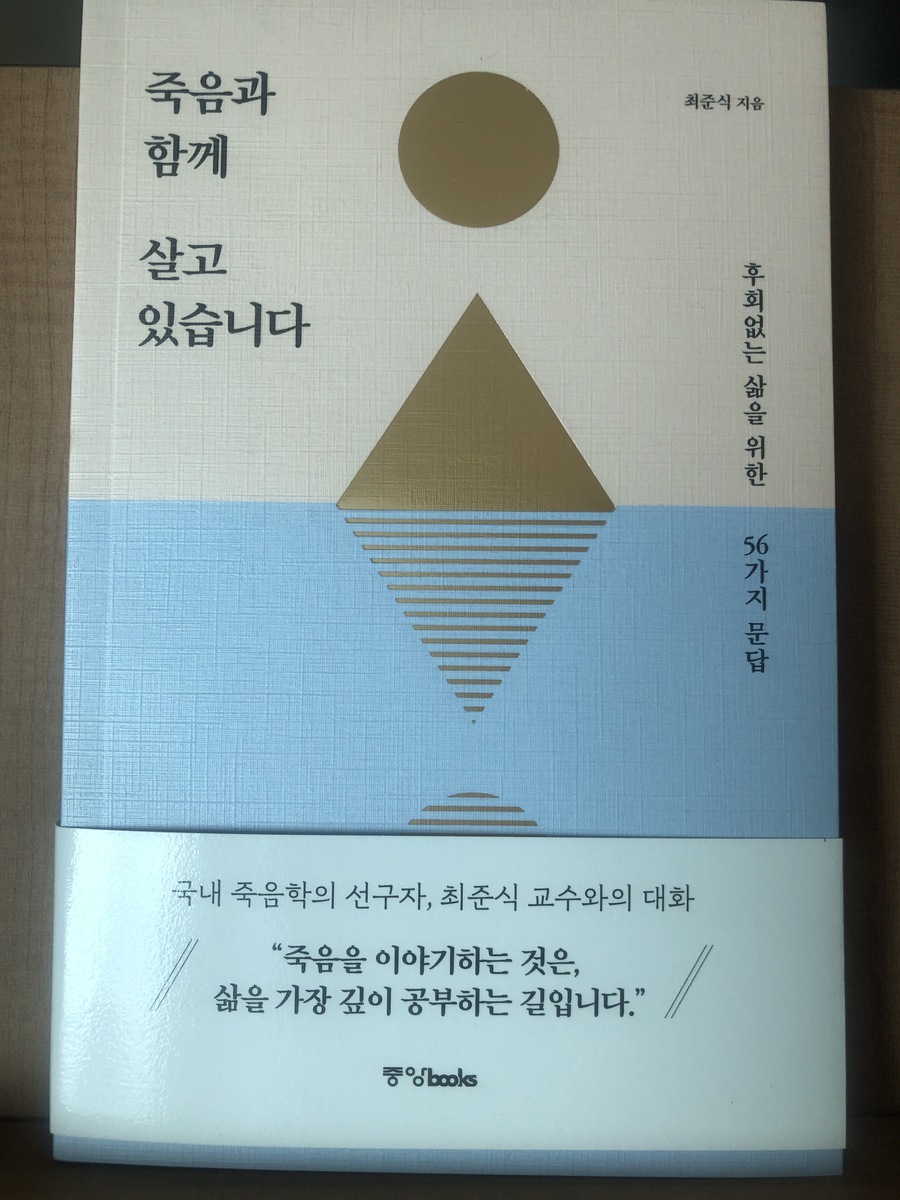 죽음과
함께
살고
있습니다
최준식 지음
후회없는 삶을 위한 56가지 문답
국내 죽음학의 선구자, 최준식 교수와의 대화
“죽음을 이야기하는 것은,
삶을 가장 깊이 공부하는 길입니다.”
중앙books